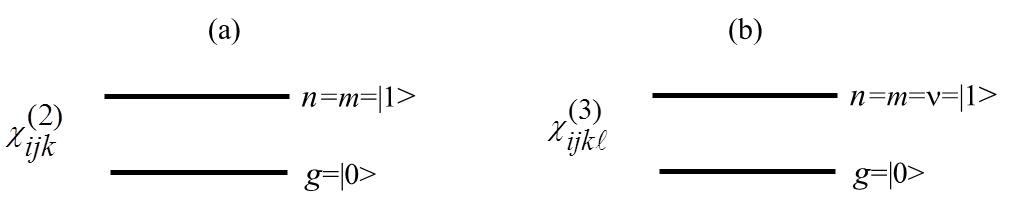 (a)
χ(2)ijk
n=m=|1>
g=|0>
(b)
χ(3)ijkℓ
n=m=ν=|1>
g=|0>